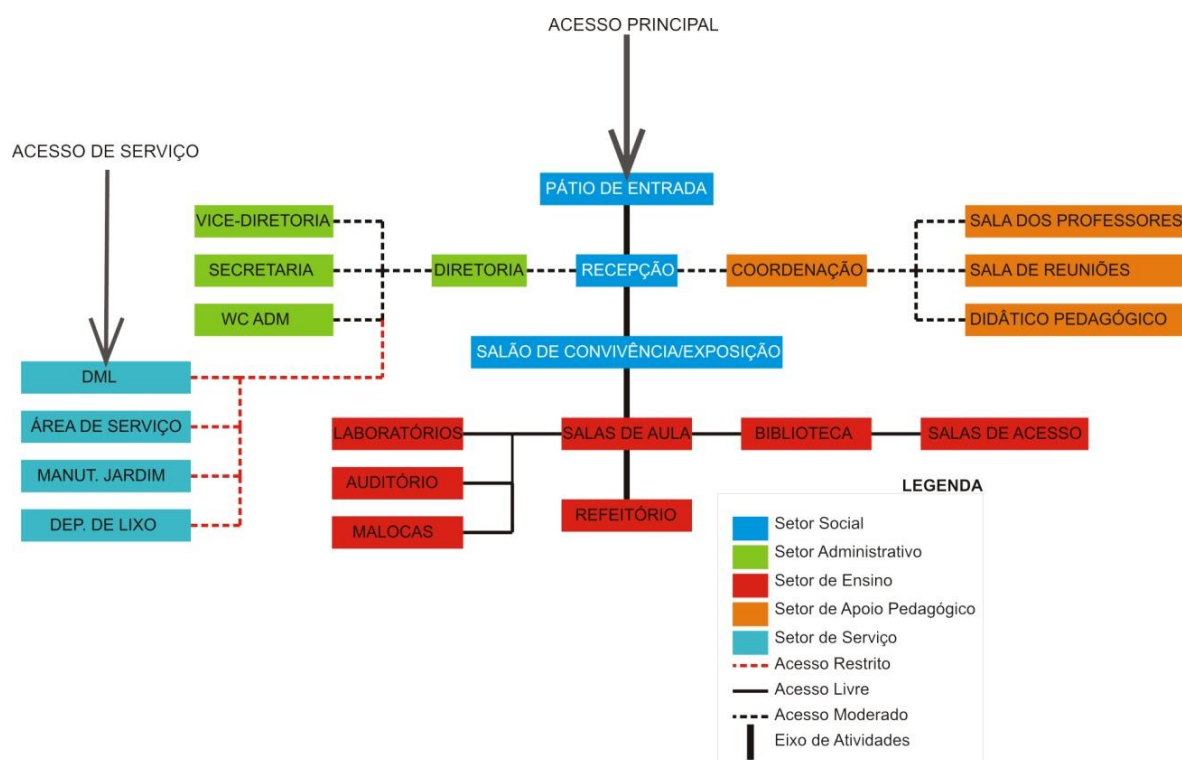 ACESSO PRINCIPAL
ACESSO DE SERVIÇO
PÁTIO DE ENTRADA
VICE-DIRETORIA
SALA DOS PROFESSORES
SECRETARIA
DIRETORIA
RECEPÇÃO
COORDENAÇÃO
SALA DE REUNIÕES
WC ADM
DIDÂTICO PEDAGÓGICO
SALÃO DE CONVIVÊNCIA/EXPOSIÇÃO
DML
ÁREA DE SERVIÇO
LABORATÓRIOS
SALAS DE AULA
BIBLIOTECA
SALAS DE ACESSO
MANUT. JARDIM
AUDITÓRIO
DEP. DE LIXO
MALOCAS
REFEITÓRIO
LEGENDA
Setor Social
Setor Administrativo
Setor de Ensino
Setor de Apoio Pedagógico
Setor de Serviço
Acesso Restrito
Acesso Livre
Acesso Moderado
Eixo de Atividades